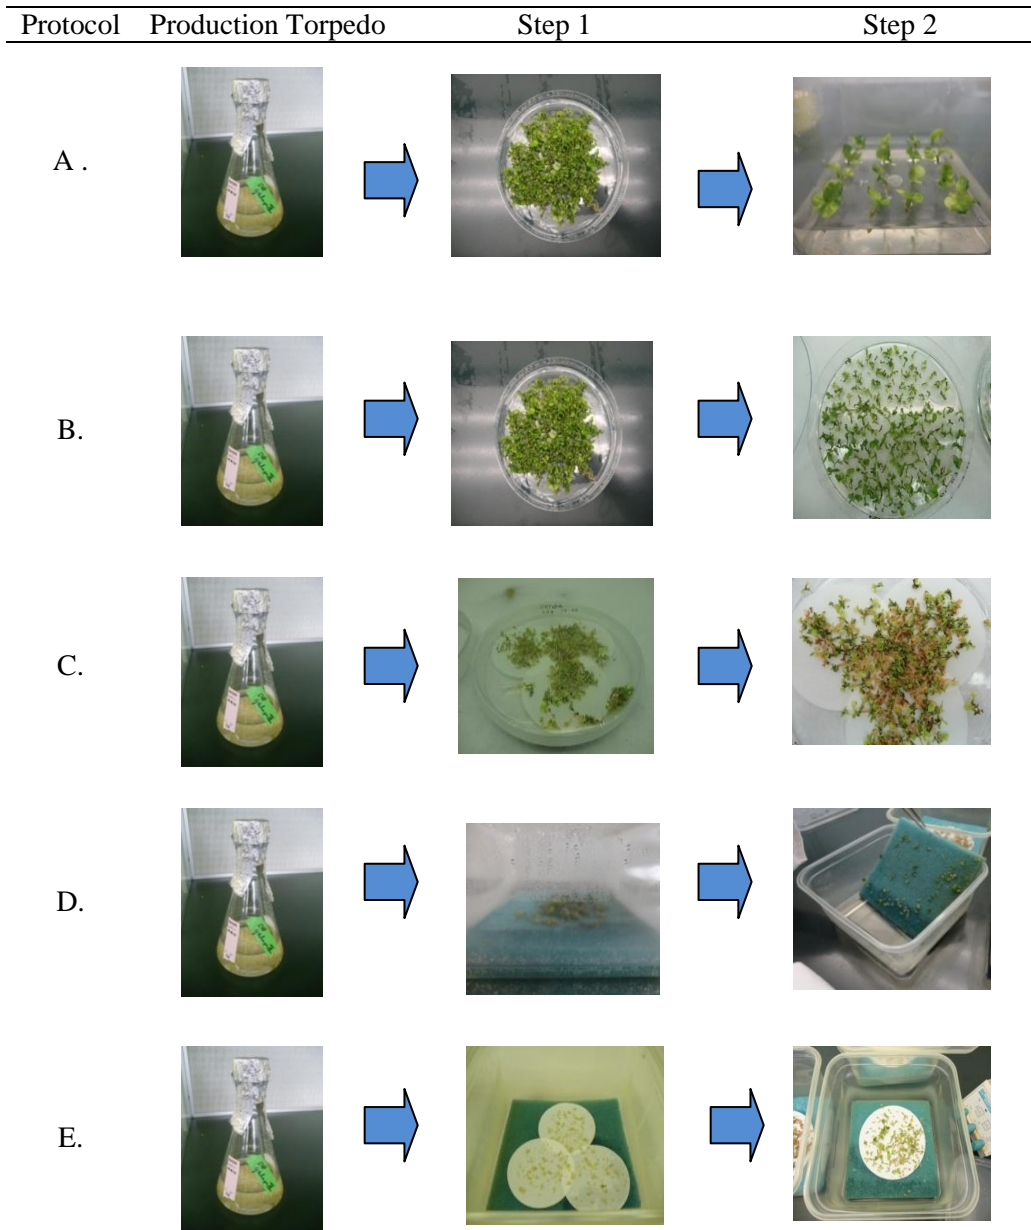 Protocol Production Torpedo Step 1 Step 2
A .
B.
C.
D.
E.